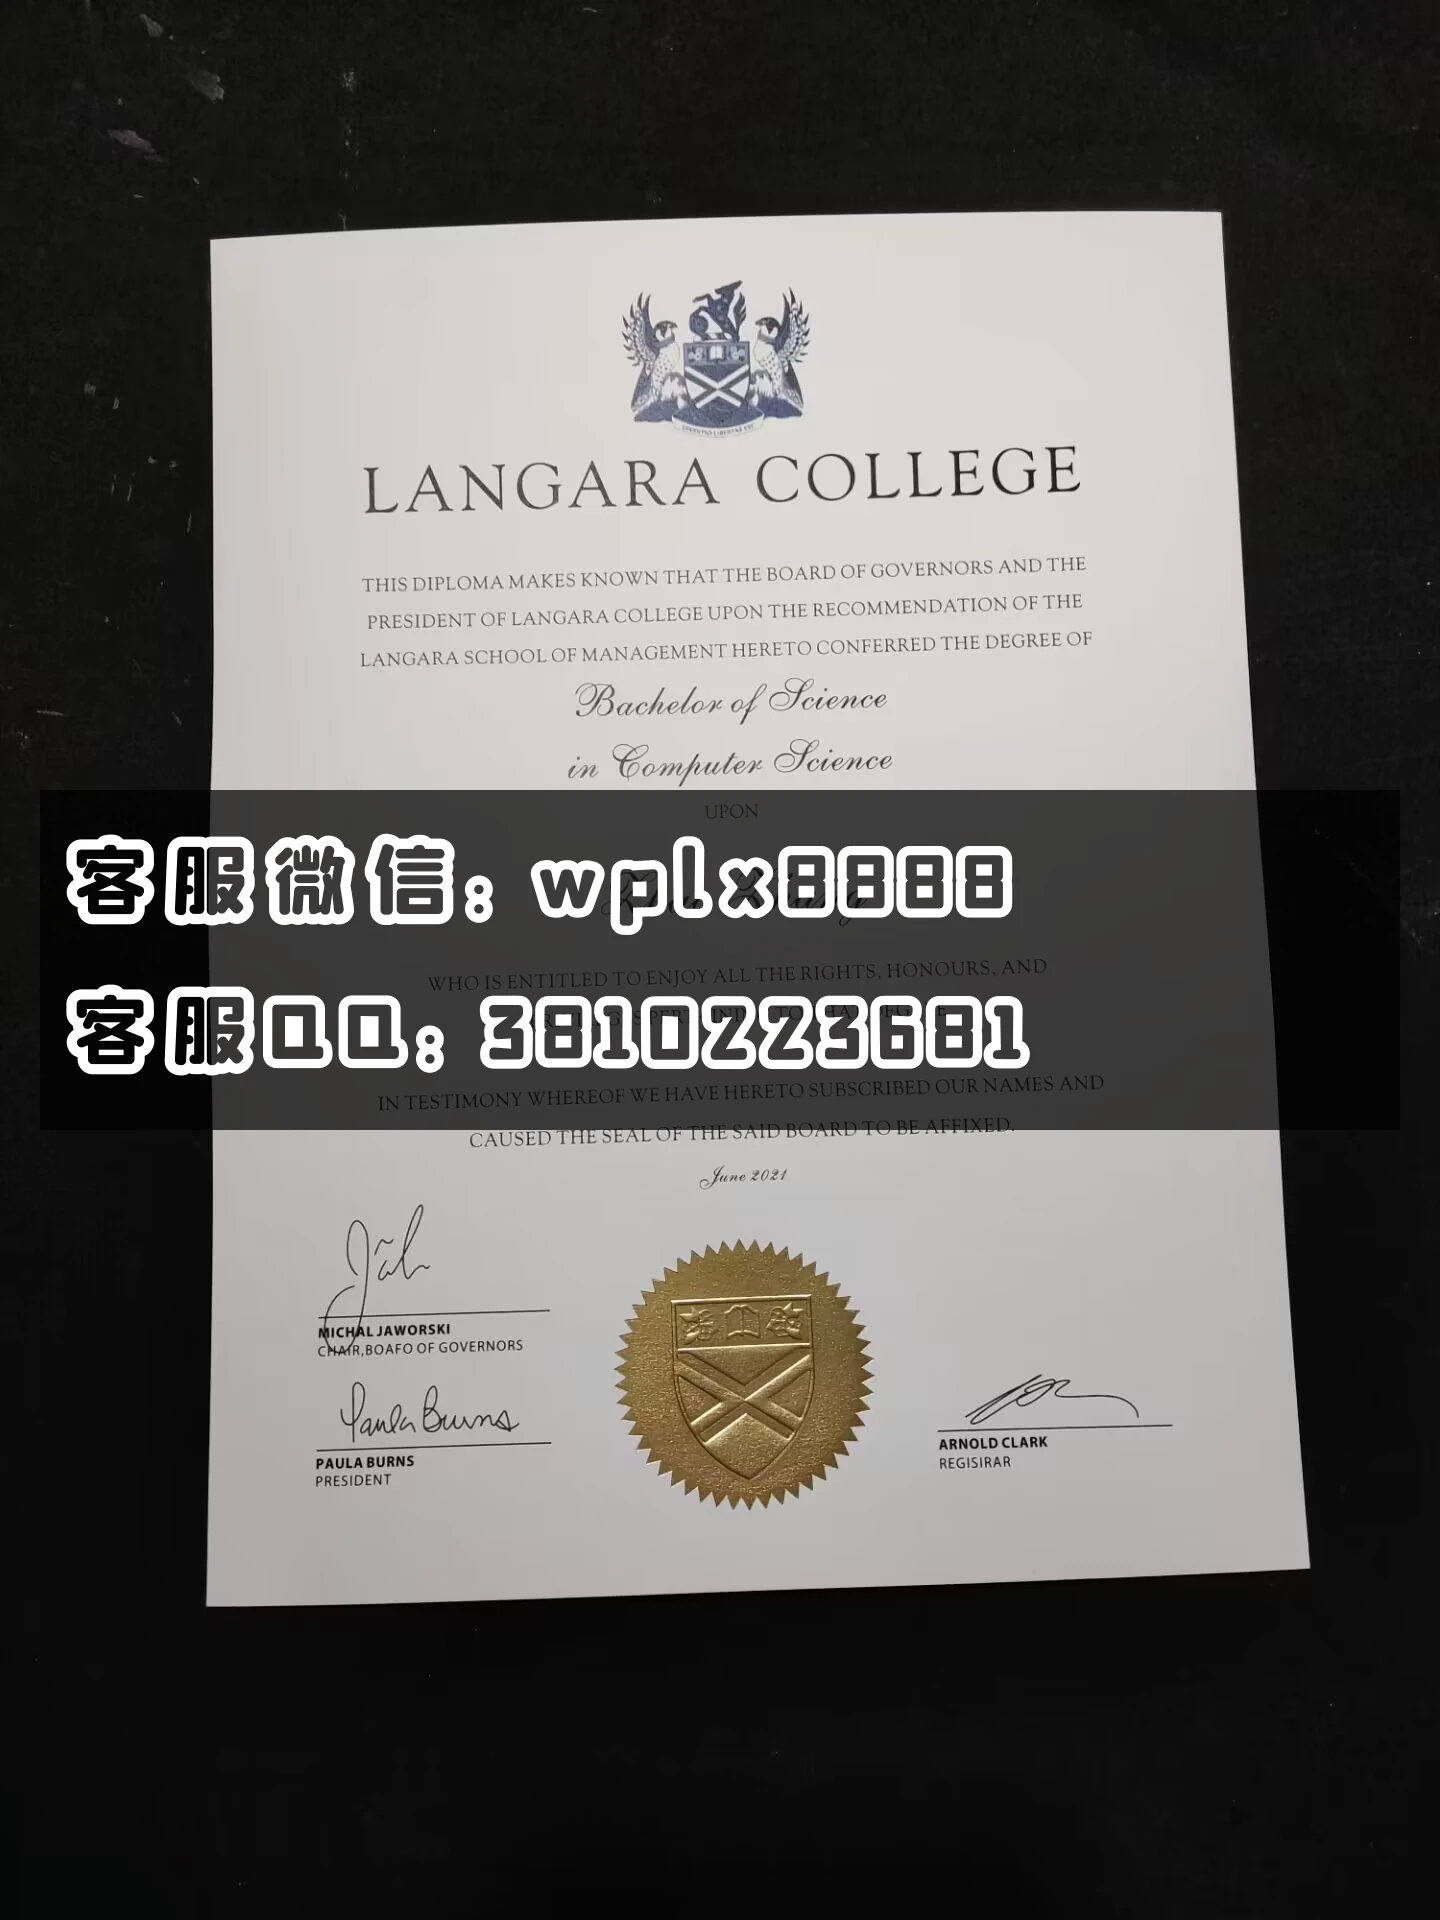 LANGARA COLLEGE
THIS DIPLOMA MAKES KNOWN THAT THE BOARD OF GOVERNORS AND THE
PRESIDENT OF LANGARA COLLEGE UPON THE RECOMMENDATION OF THE
LANGARA SCHOOL OF MANAGEMENT HERETO CONFERRED THE DEGREE OF
Bachelor of Science
in Computer Science
UPON
客服微信: wplx8888
WHO IS ENTITLED TO ENJOY ALL THE RIGHTS, HONOURS, AND
客服QQ: 3810223681
IN TESTIMONY WHEREOF WE HAVE HERETO SUBSCRIBED OUR NAMES AND
CAUSED THE SEAL OF THE SAID BOARD TO BE AFFIXED.
June 2021
MICHAL JAWORSKI
CHAIR,BOAFO OF GOVERNORS
Paula Burns
PAULA BURNS
PRESIDENT
ARNOLD CLARK
REGISIRAR